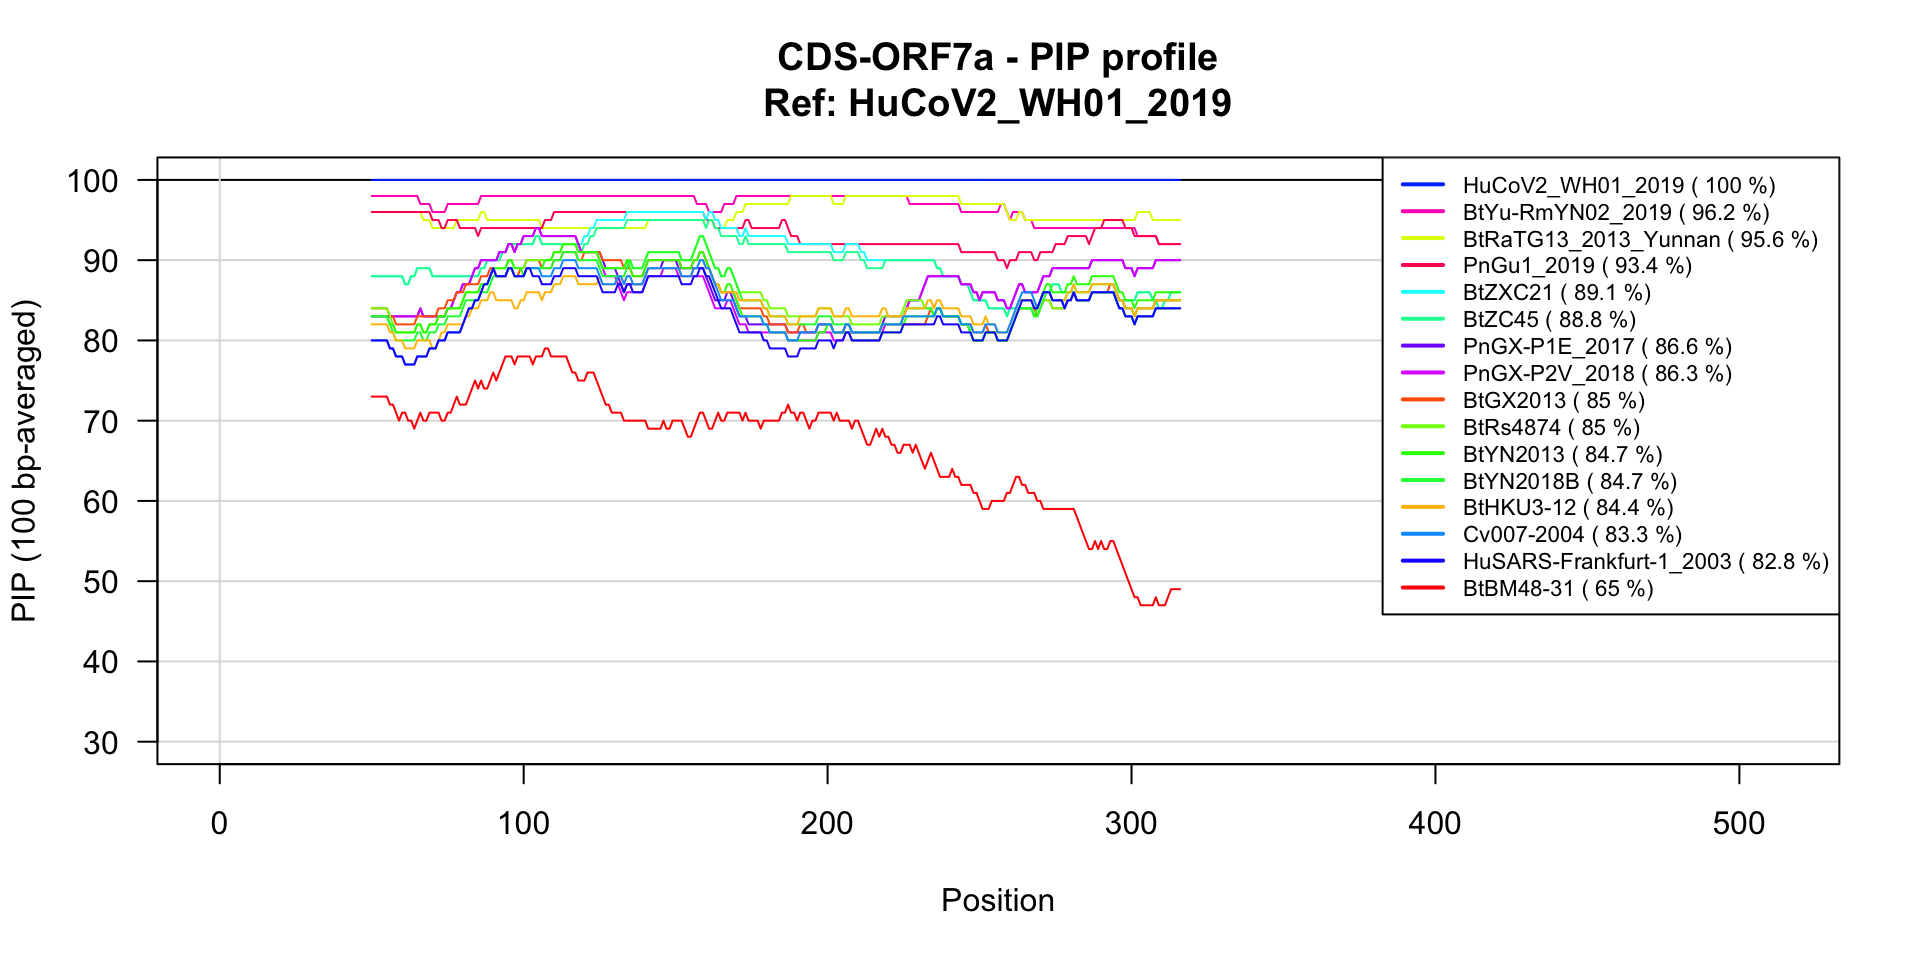 CDS-ORF7a - PIP profile
Ref: HuCoV2_WH01_2019
PIP (100 bp-averaged)
100
90
80
70
60
50
40
30
HuCoV2_WH01_2019 ( 100 %)
BtYu-RmYN02_2019 ( 96.2 %)
BtRaTG13_2013_Yunnan ( 95.6 %)
PnGu1_2019 ( 93.4 %)
BtZXC21 ( 89.1 %)
BtZC45 ( 88.8 %)
PnGX-P1E_2017 ( 86.6 %)
PnGX-P2V_2018 ( 86.3 %)
BtGX2013 ( 85 %)
BtRs4874 ( 85 %)
BtYN2013 ( 84.7 %)
BtYN2018B ( 84.7 %)
BtHKU3-12 ( 84.4 %)
Cv007-2004 ( 83.3 %)
HuSARS-Frankfurt-1_2003 ( 82.8 %)
BtBM48-31 ( 65 %)
0 100 200 300 400 500
Position